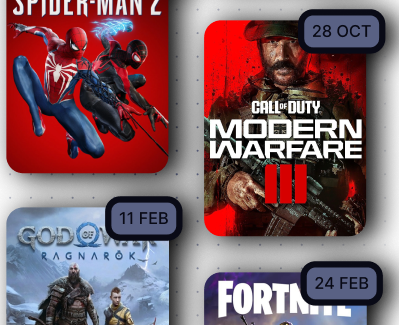 SPIDER-MAN 2
28 OCT
CALL OF DUTY
MODERN
WARFARE
III
11 FEB
GOD OF WAR
RAGNARÖK
24 FEB
FORTNITE